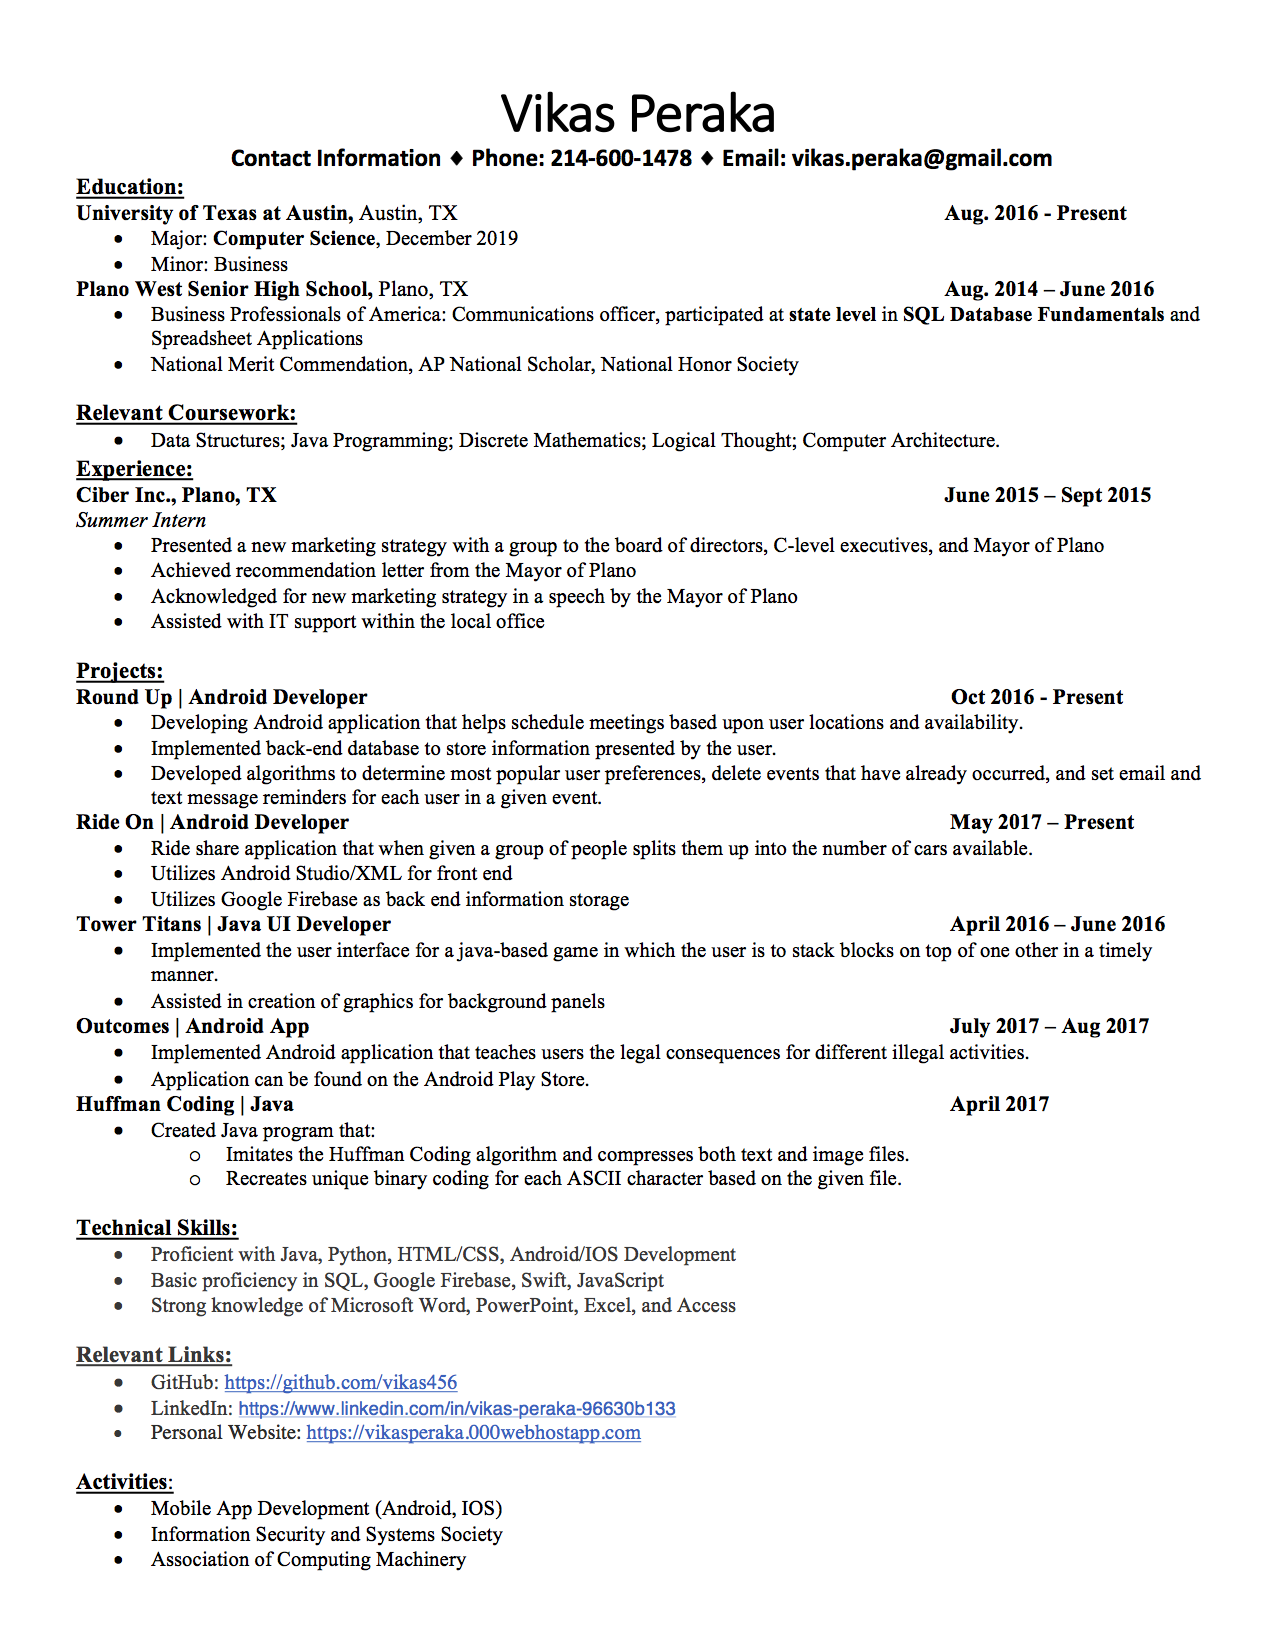 Vikas Peraka
Contact Information ♦ Phone: 214-600-1478 ♦ Email: vikas.peraka@gmail.com
Education:
University of Texas at Austin, Austin, TX Aug. 2016 - Present
• Major: Computer Science, December 2019
• Minor: Business
Plano West Senior High School, Plano, TX Aug. 2014 – June 2016
• Business Professionals of America: Communications officer, participated at state level in SQL Database Fundamentals and
Spreadsheet Applications
• National Merit Commendation, AP National Scholar, National Honor Society
Relevant Coursework:
• Data Structures; Java Programming; Discrete Mathematics; Logical Thought; Computer Architecture.
Experience:
Ciber Inc., Plano, TX June 2015 – Sept 2015
Summer Intern
• Presented a new marketing strategy with a group to the board of directors, C-level executives, and Mayor of Plano
• Achieved recommendation letter from the Mayor of Plano
• Acknowledged for new marketing strategy in a speech by the Mayor of Plano
• Assisted with IT support within the local office
Projects:
Round Up | Android Developer Oct 2016 - Present
• Developing Android application that helps schedule meetings based upon user locations and availability.
• Implemented back-end database to store information presented by the user.
• Developed algorithms to determine most popular user preferences, delete events that have already occurred, and set email and
text message reminders for each user in a given event.
Ride On | Android Developer May 2017 – Present
• Ride share application that when given a group of people splits them up into the number of cars available.
• Utilizes Android Studio/XML for front end
• Utilizes Google Firebase as back end information storage
Tower Titans | Java UI Developer April 2016 – June 2016
• Implemented the user interface for a java-based game in which the user is to stack blocks on top of one other in a timely
manner.
• Assisted in creation of graphics for background panels
Outcomes | Android App July 2017 – Aug 2017
• Implemented Android application that teaches users the legal consequences for different illegal activities.
• Application can be found on the Android Play Store.
Huffman Coding | Java April 2017
• Created Java program that:
o Imitates the Huffman Coding algorithm and compresses both text and image files.
o Recreates unique binary coding for each ASCII character based on the given file.
Technical Skills:
• Proficient with Java, Python, HTML/CSS, Android/IOS Development
• Basic proficiency in SQL, Google Firebase, Swift, JavaScript
• Strong knowledge of Microsoft Word, PowerPoint, Excel, and Access
Relevant Links:
• GitHub: https://github.com/vikas456
• LinkedIn: https://www.linkedin.com/in/vikas-peraka-96630b133
• Personal Website: https://vikasperaka.000webhostapp.com
Activities:
• Mobile App Development (Android, IOS)
• Information Security and Systems Society
• Association of Computing Machinery